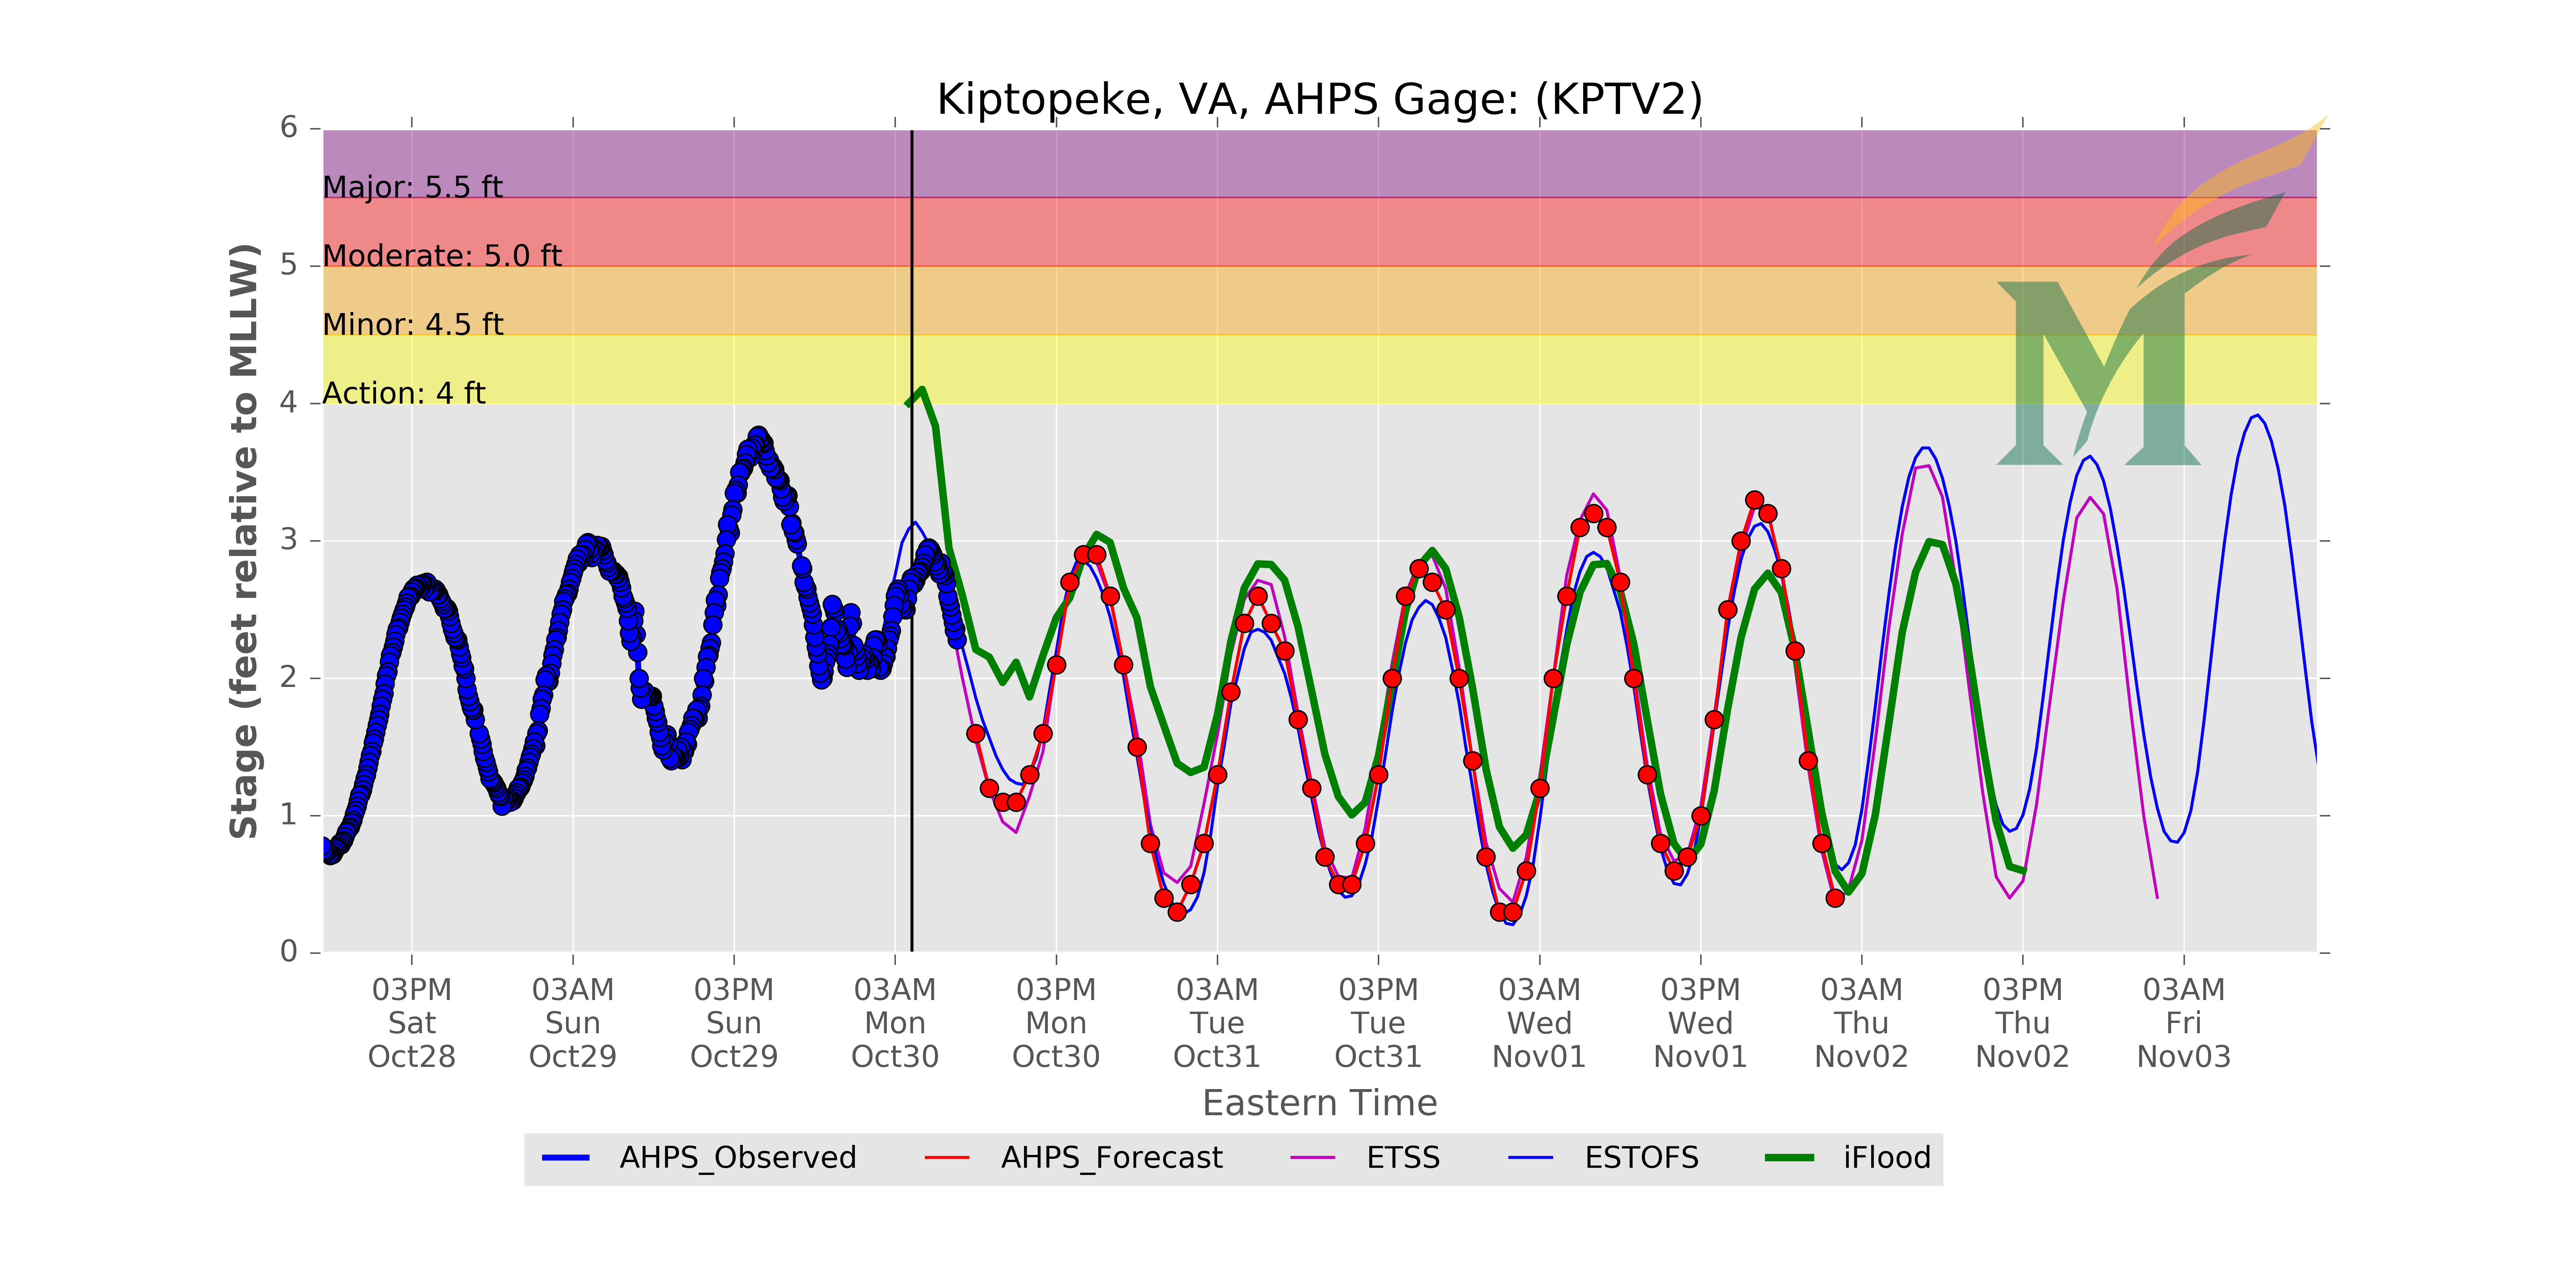 Kiptopeke, VA, AHPS Gage: (KPTV2)
Stage (feet relative to MLLW)
6
5
4
3
2
1
0
Major: 5.5 ft
Moderate: 5.0 ft
Minor: 4.5 ft
Action: 4 ft
03PM 03AM 03PM 03AM 03PM 03AM 03PM 03AM 03PM 03AM 03PM 03AM
Sat Sun Sun Mon Mon Tue Tue Wed Wed Thu Thu Fri
Oct28 Oct29 Oct29 Oct30 Oct30 Oct31 Oct31 Nov01 Nov01 Nov02 Nov02 Nov03
Eastern Time
AHPS_Observed AHPS_Forecast ETSS ESTOFS iFlood
M